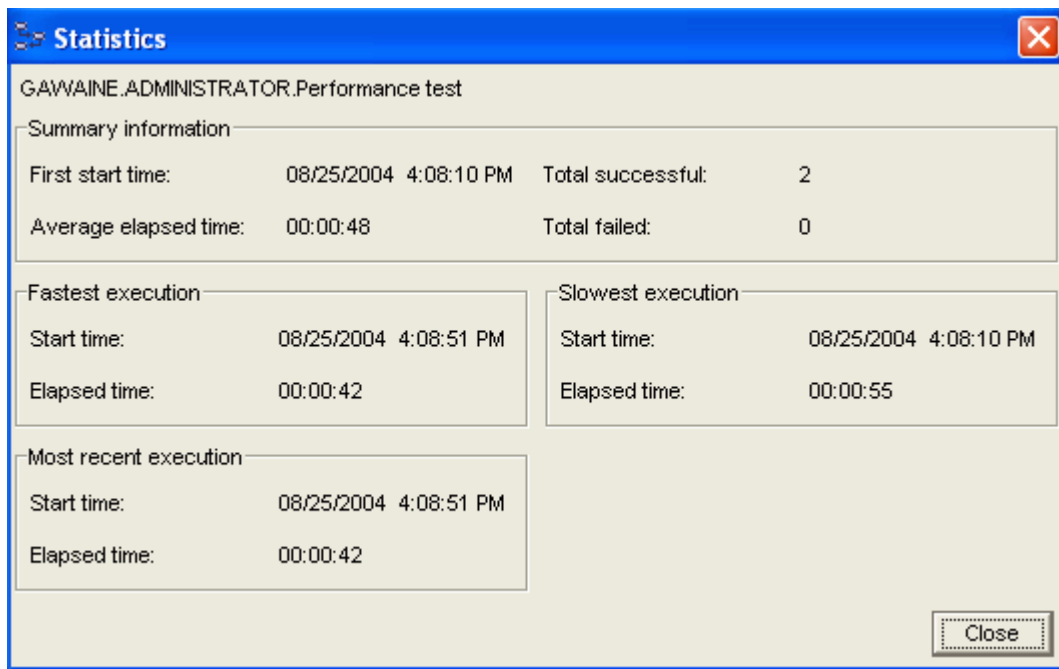 Statistics
GAWAINE.ADMINISTRATOR.Performance test
Summary information
First start time: 08/25/2004 4:08:10 PM Total successful: 2
Average elapsed time: 00:00:48 Total failed: 0
Fastest execution
Start time: 08/25/2004 4:08:51 PM
Elapsed time: 00:00:42
Slowest execution
Start time: 08/25/2004 4:08:10 PM
Elapsed time: 00:00:55
Most recent execution
Start time: 08/25/2004 4:08:51 PM
Elapsed time: 00:00:42
Close